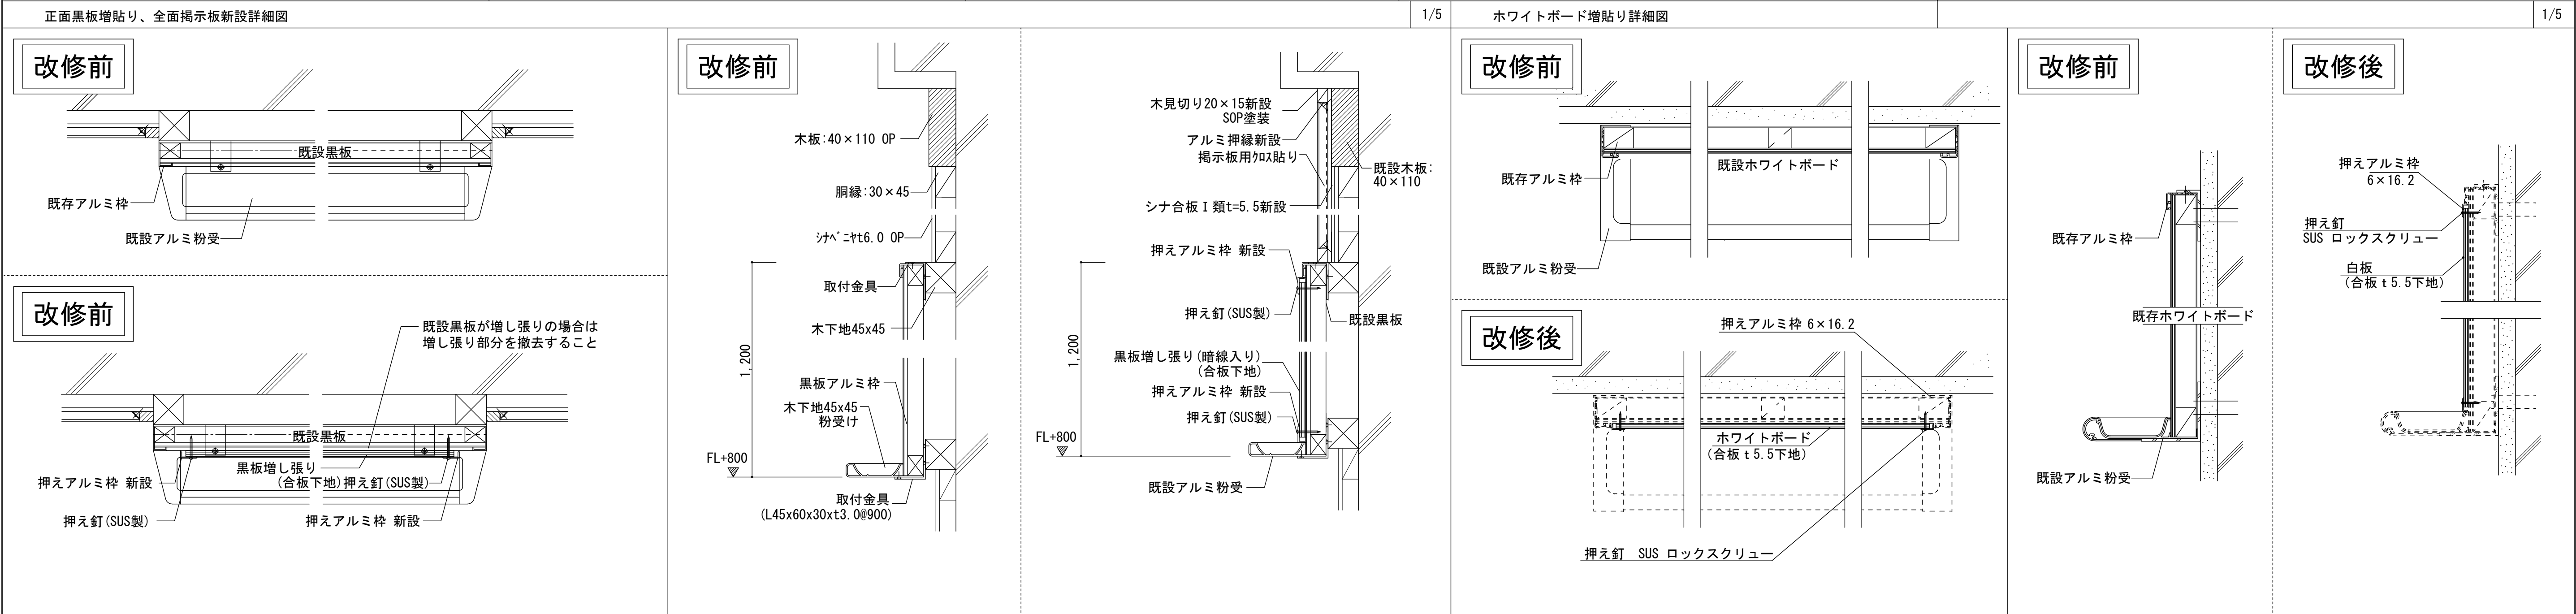 正面黒板増貼り、全面掲示板新設詳細図
1/5
ホワイトボード増貼り詳細図
1/5
改修前
既設黒板
既存アルミ枠
既設アルミ粉受
改修前
既設黒板が増し張りの場合は
増し張り部分を撤去すること
既設黒板
黒板増し張り
(合板下地)
押え釘(SUS製)
押えアルミ枠 新設
押え釘(SUS製)
押えアルミ枠 新設
改修前
木板:40×110 OP
胴縁:30×45
シナベニヤt6.0 OP
取付金具
木下地45x45
1,200
黒板アルミ枠
木下地45x45
粉受け
FL+800
取付金具
(L45x60x30xt3.0@900)
木見切り20×15新設
SOP塗装
アルミ押縁新設
掲示板用クロス貼り
既設木板:
40×110
シナ合板Ⅰ類t=5.5新設
押えアルミ枠 新設
押え釘(SUS製)
既設黒板
1,200
黒板増し張り(暗線入り)
(合板下地)
押えアルミ枠 新設
押え釘(SUS製)
FL+800
既設アルミ粉受
改修前
既設ホワイトボード
既存アルミ枠
既設アルミ粉受
改修後
押えアルミ枠 6×16.2
ホワイトボード
(合板ｔ5.5下地)
押え釘 SUS ロックスクリュー
改修前
既存アルミ枠
既存ホワイトボード
既設アルミ粉受
改修後
押えアルミ枠
6×16.2
押え釘
SUS ロックスクリュー
白板
(合板ｔ5.5下地)